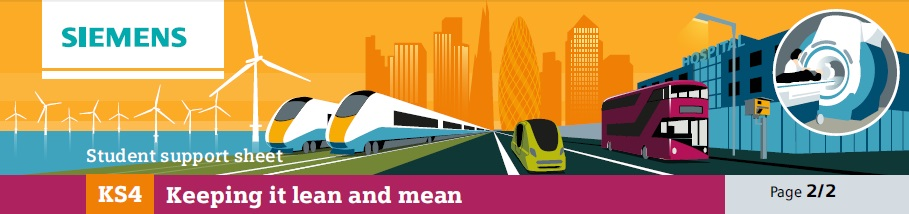 SIEMENS
HOSPITAL
Student support sheet
KS4 Keeping it lean and mean
Page 2/2